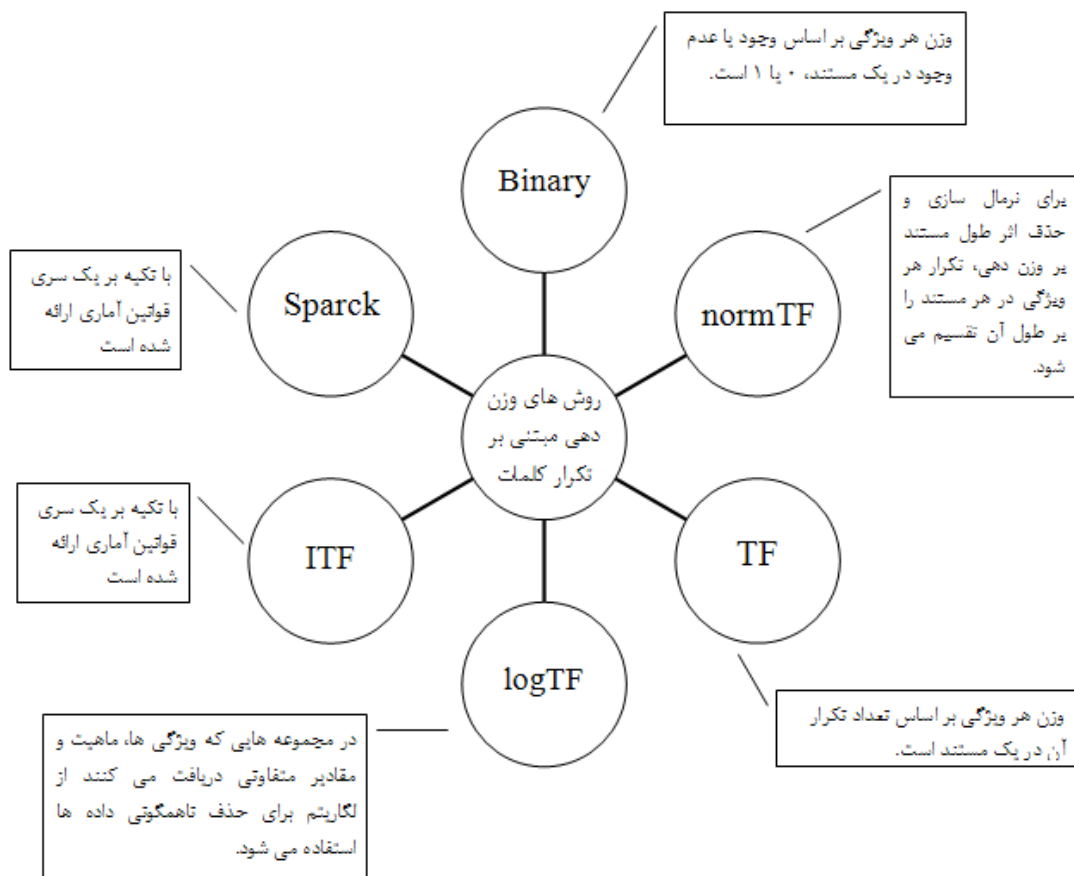 وزن هر ویژگی بر اساس وجود یا عدم
وجود در یک مستند، ۰ یا ۱ است.
Binary
برای نرمال سازی و
حذف اثر طول مستند
بر وزن دهی، تکرار هر
ویژگی در هر مستند را
بر طول آن تقسیم می
شود.
normTF
با تکیه بر یک سری
قوانین آماری ارائه
شده است
Sparck
روش های وزن
دهی مبتنی بر
تکرار کلمات
TF
وزن هر ویژگی بر اساس تعداد تکرار
آن در یک مستند است.
با تکیه بر یک سری
قوانین آماری ارائه
شده است
ITF
logTF
در مجموعه هایی که ویژگی ها، ماهیت و
مقادیر متفاوتی دریافت می کنند از
لگاریتم برای حذف ناهمگونی داده ها
استفاده می شود.